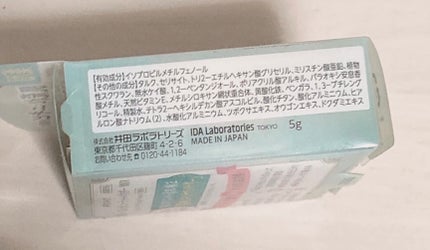 【有効成分】イソプロピルメチルフェノール
【その他の成分】タルク、セリサイト、トリ2ーエチルヘキサン酸グリセリル、ミリスチン酸亜鉛、植物
性スクワラン、無水ケイ酸、1,2ーペンタンジオール、ポリアクリル酸アルキル、パラオキシ安息香
酸メチル、天然ビタミンE、メチルシロキサン網状重合体、黄酸化鉄、ベンガラ、1,3ーブチレング
リコール、精製水、テトラ2ーヘキシルデカン酸アスコルビル、酸化チタン、酸化アルミニウム、ヒア
ルロン酸ナトリウム(2)、水酸化アルミニウム、ツボクサエキス、オウゴンエキス、ドクダミエキス
株式会社 井田ラボラトリーズ IDA Laboratories TOKYO 5g
東京都千代田区麹町4-2-6 MADE IN JAPAN
お問い合わせ先 0120-44-1184